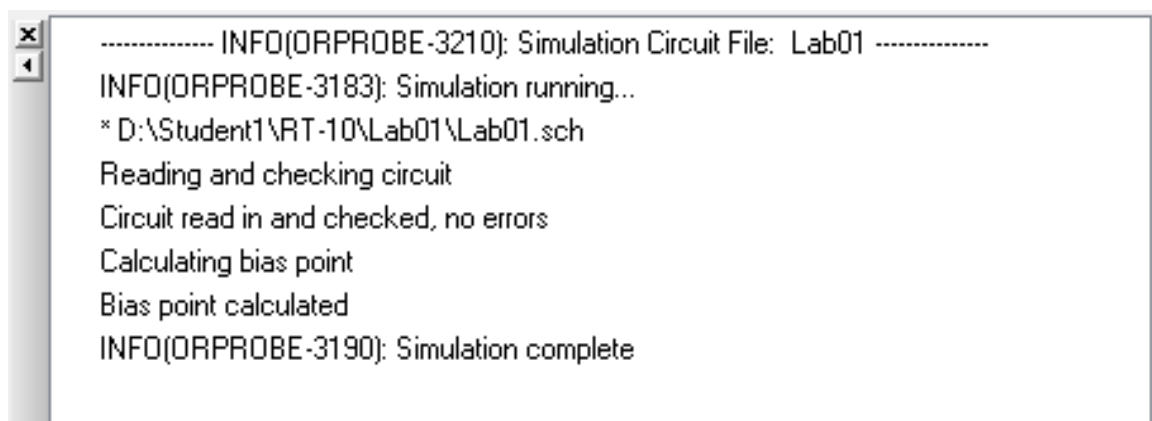 --------------- INFO(ORPROBE-3210): Simulation Circuit File:  Lab01 ---------------
INFO(ORPROBE-3183): Simulation running...
* D:\Student1\RT-10\Lab01\Lab01.sch
Reading and checking circuit
Circuit read in and checked, no errors
Calculating bias point
Bias point calculated
INFO(ORPROBE-3190): Simulation complete